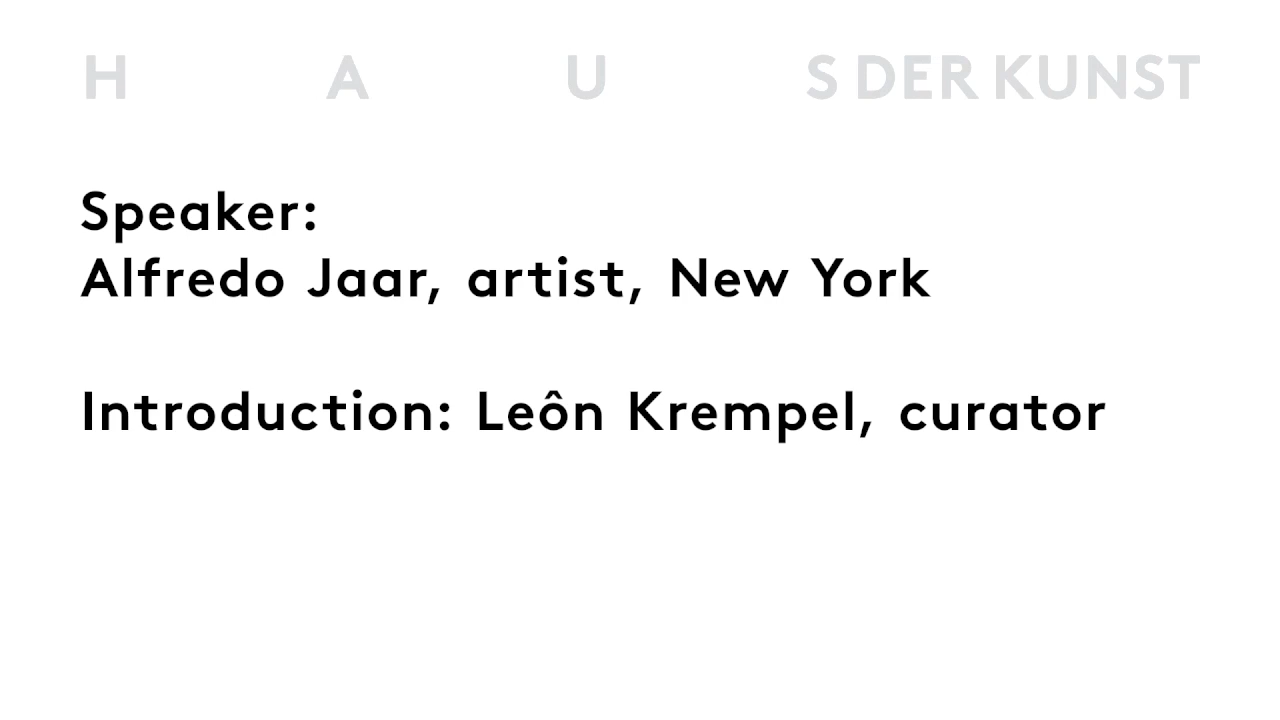 H A U S DER KUNST
Speaker:
Alfredo Jaar, artist, New York
Introduction: Leôn Krempel, curator